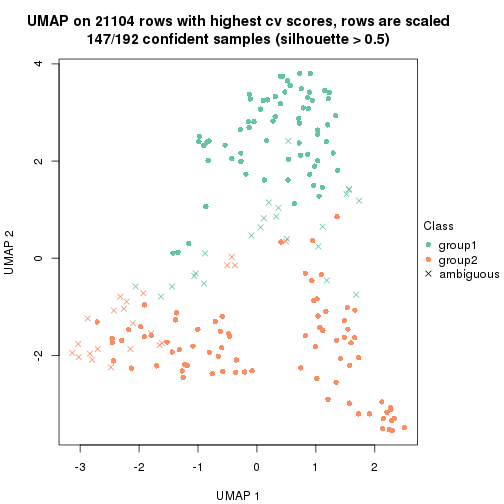 UMAP on 21104 rows with highest cv scores, rows are scaled
147/192 confident samples (silhouette > 0.5)
4
2
0
-2
UMAP 2
-3
-2
-1
0
1
2
UMAP 1
Class
group1
group2
ambiguous